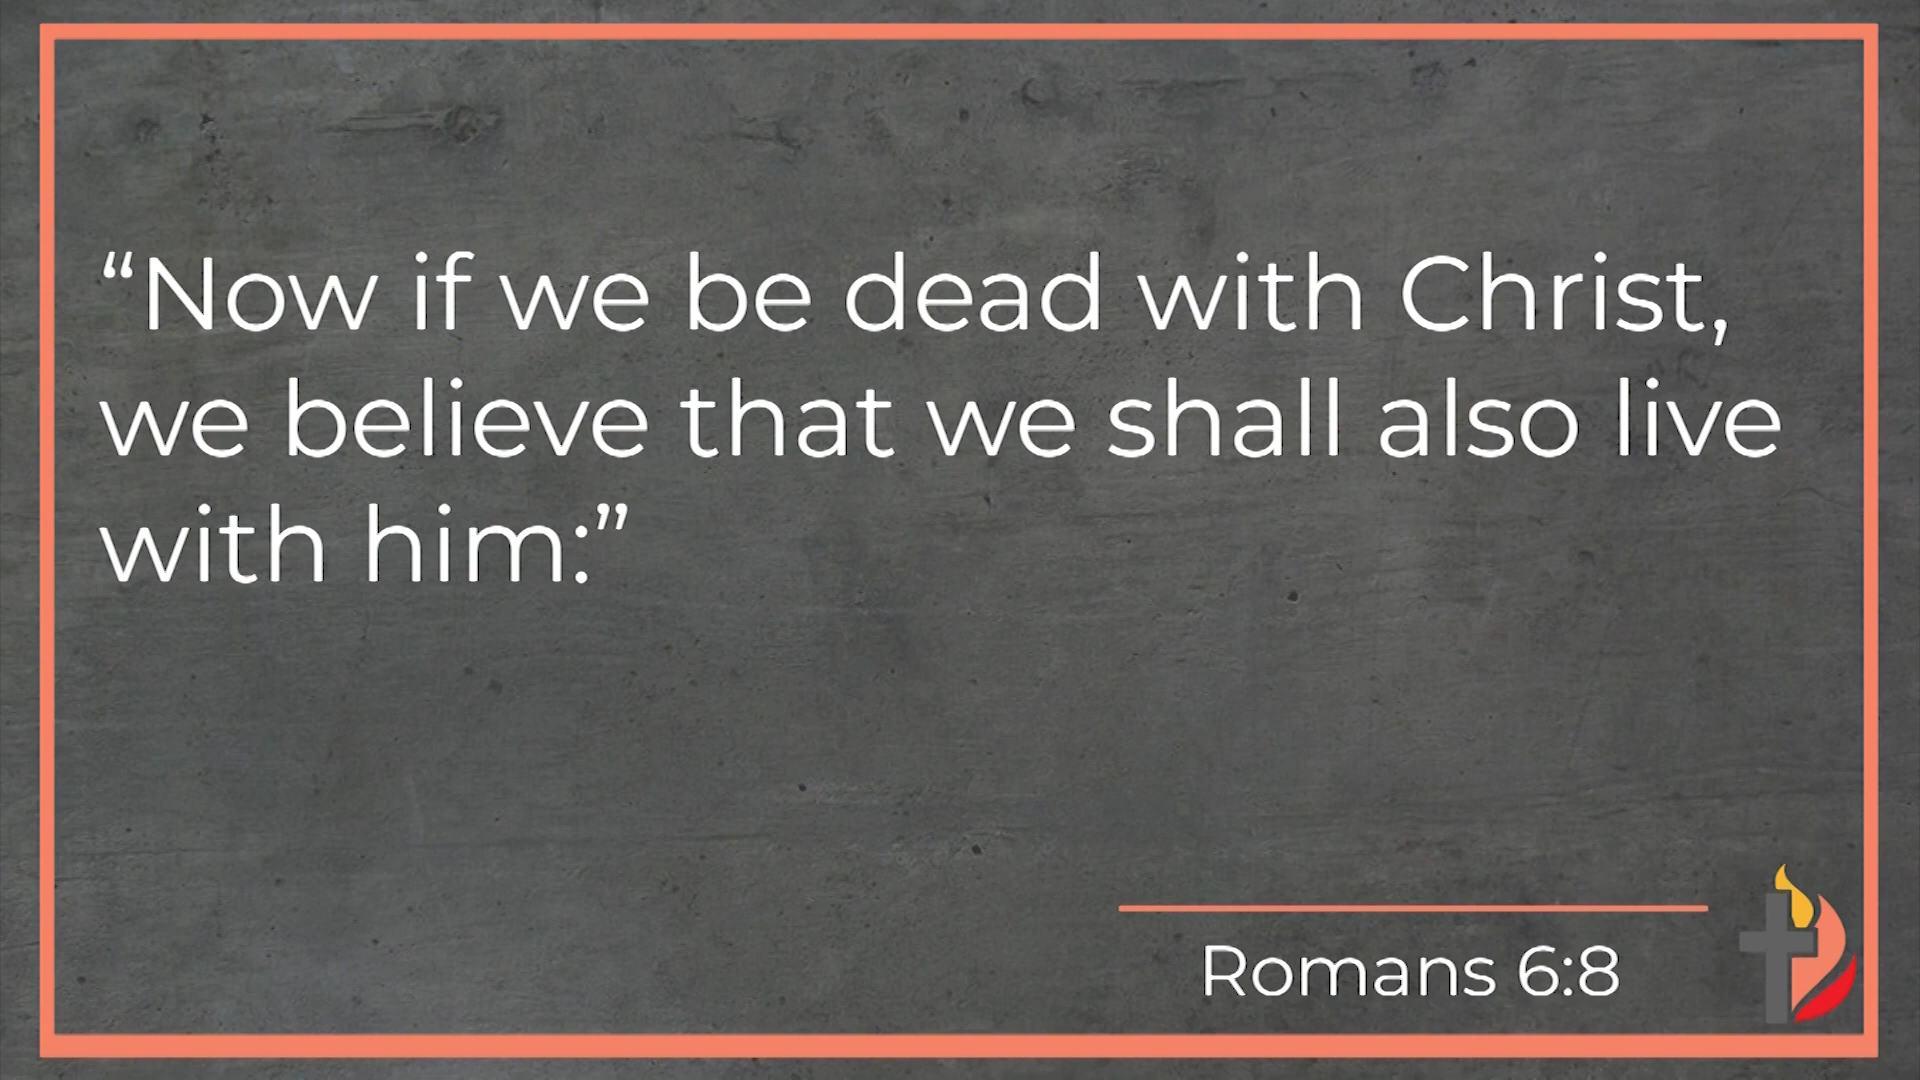 “Now if we be dead with Christ,
we believe that we shall also live
with him:”
Romans 6:8